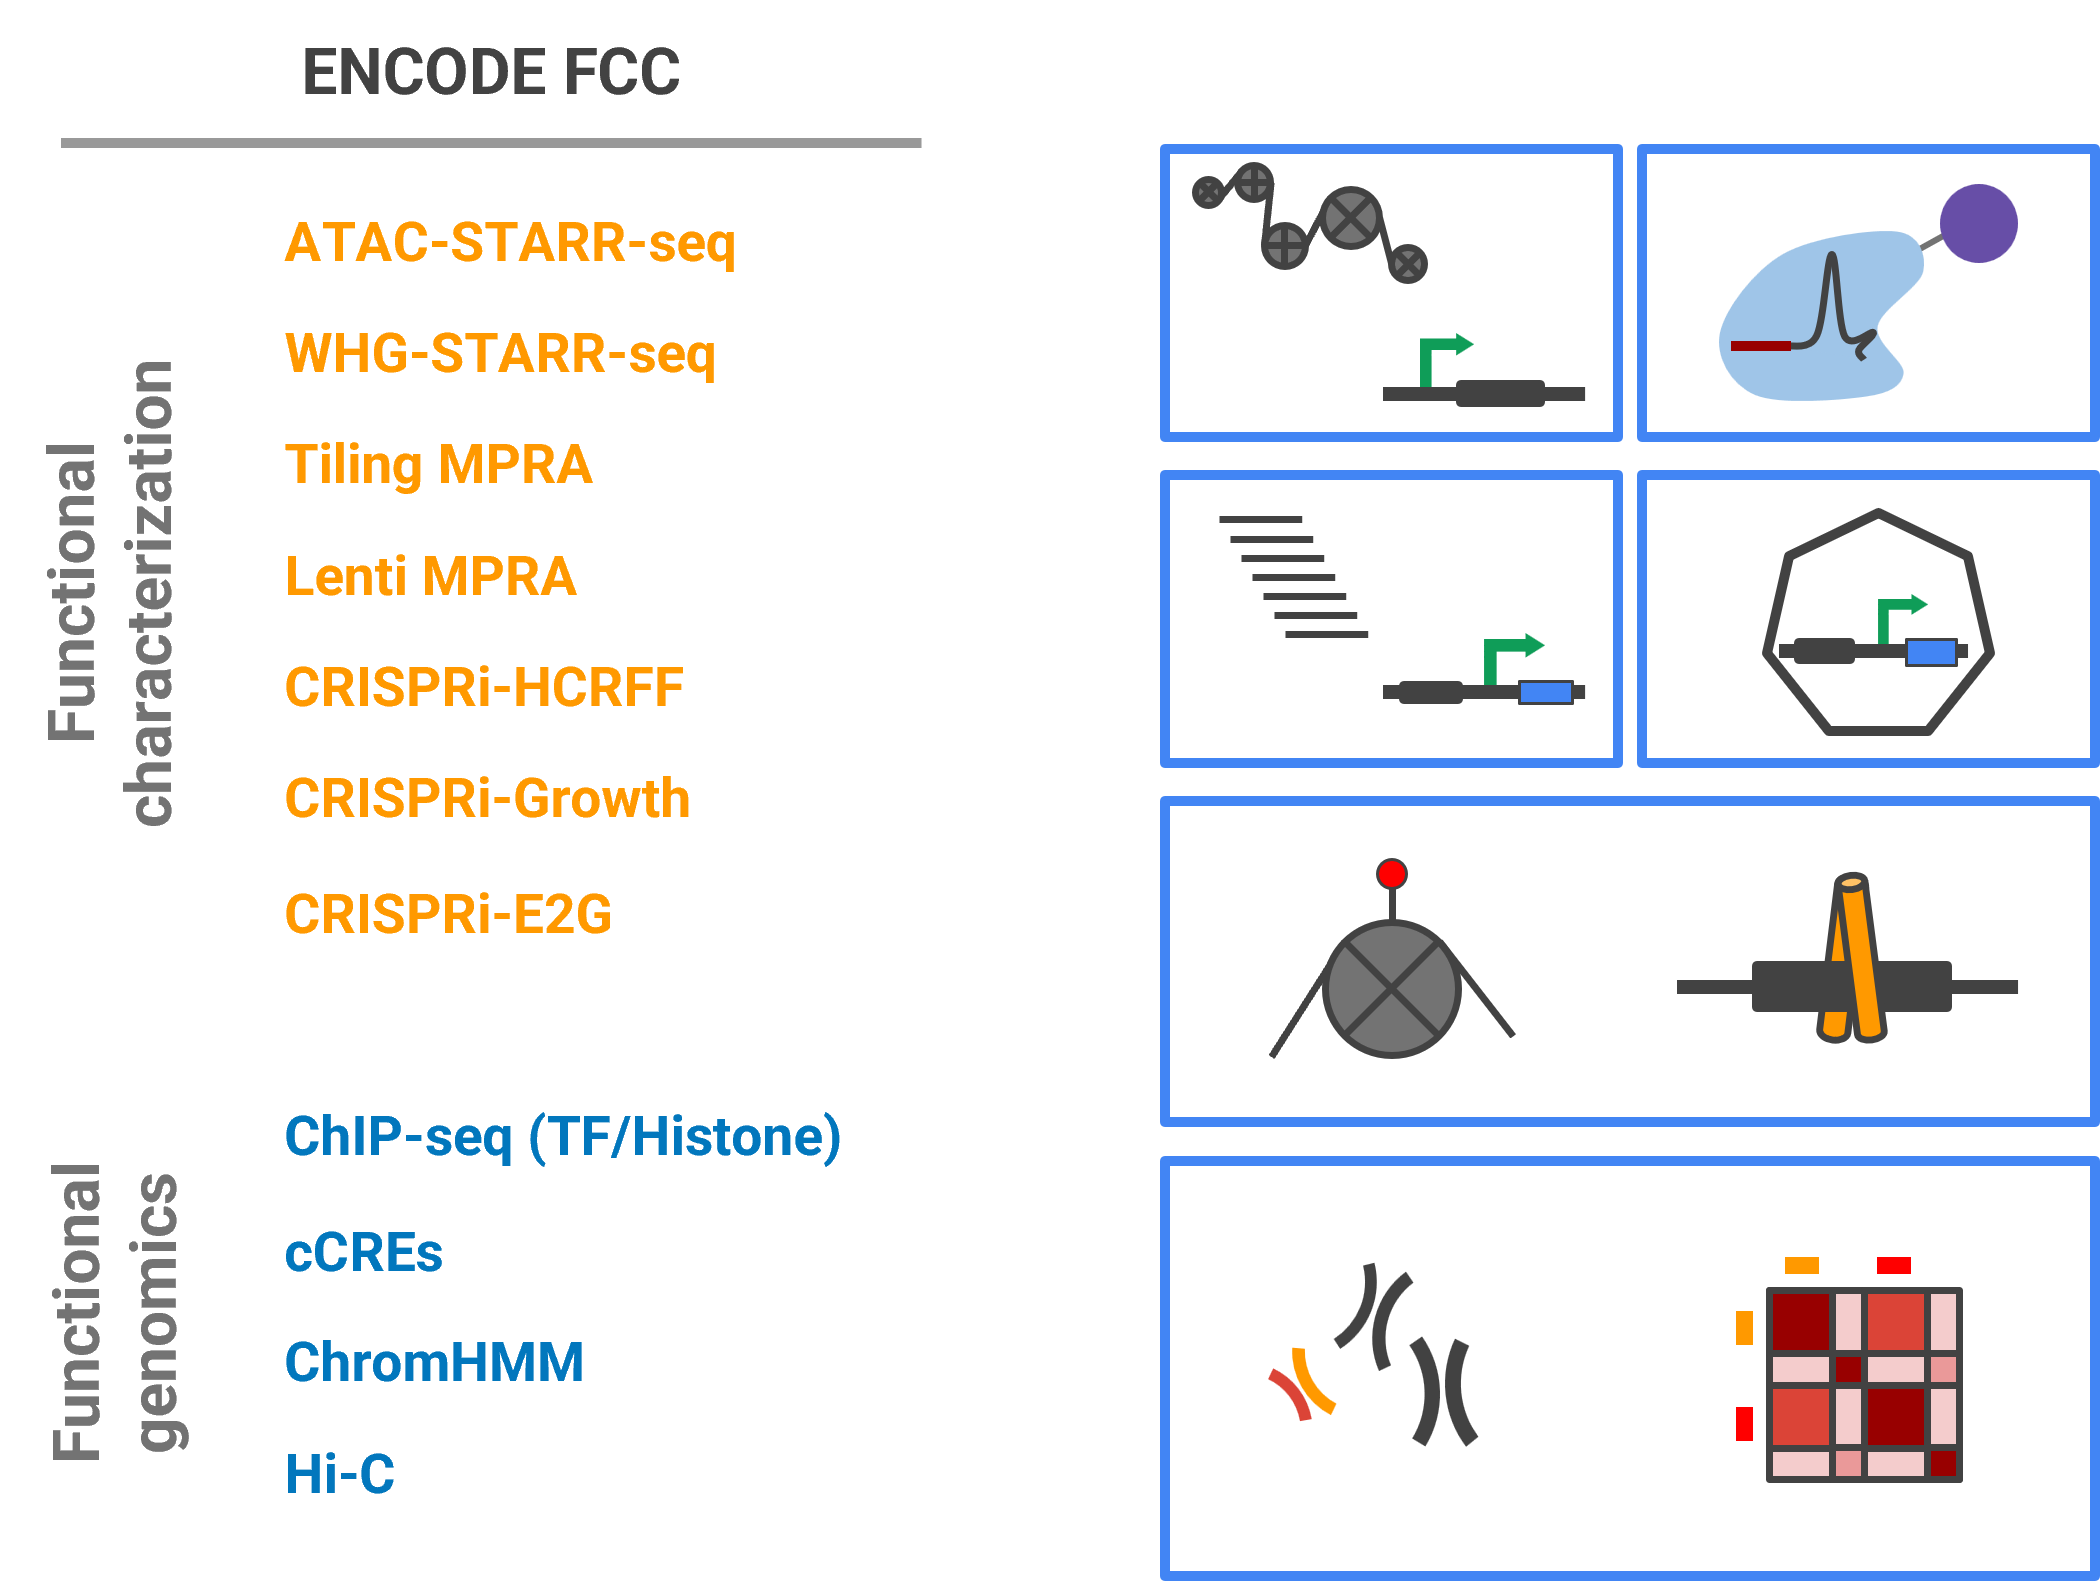 ENCODE FCC
Functional
characterization
ATAC-STARR-seq
WHG-STARR-seq
Tiling MPRA
Lenti MPRA
CRISPRi-HCRFF
CRISPRi-Growth
CRISPRi-E2G
Functional
genomics
ChIP-seq (TF/Histone)
cCREs
ChromHMM
Hi-C